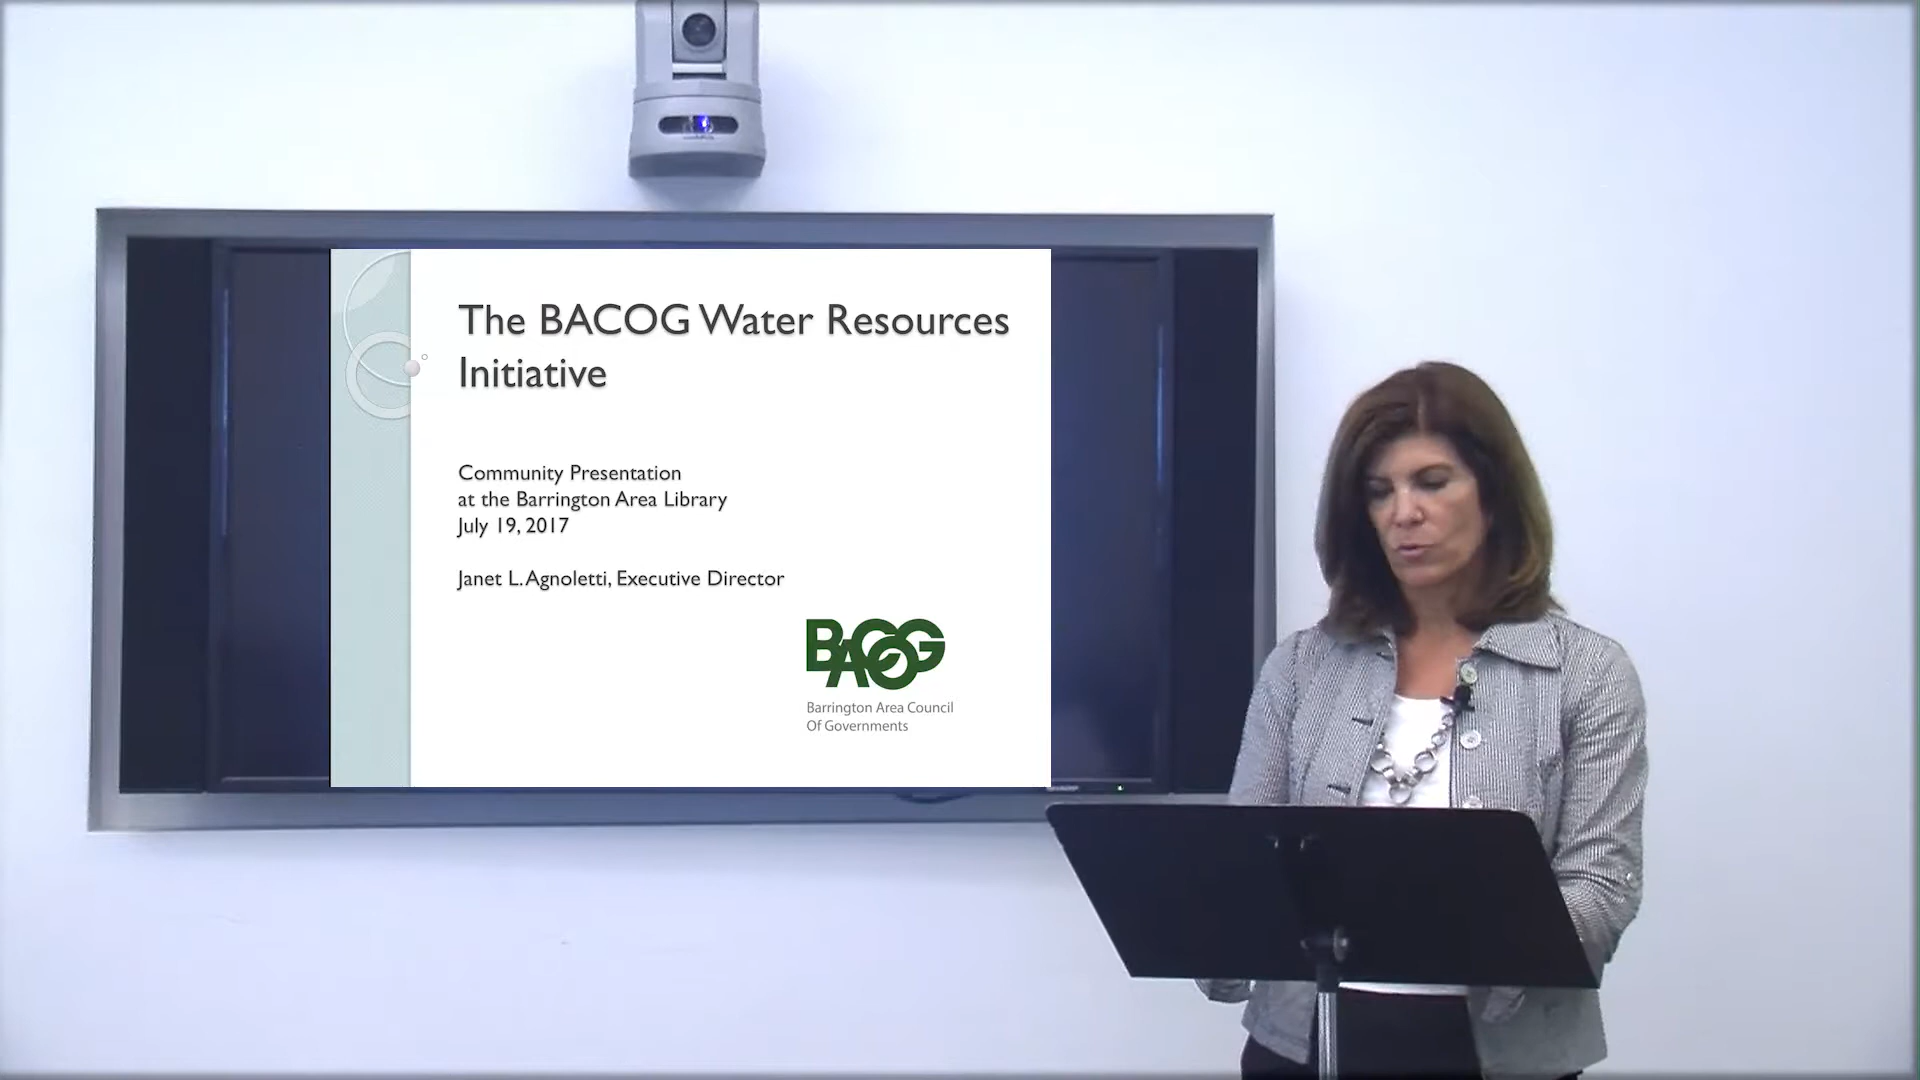 The BACOG Water Resources
Initiative
Community Presentation
at the Barrington Area Library
July 19, 2017
Janet L. Agnoletti, Executive Director
BACOG
Barrington Area Council
Of Governments